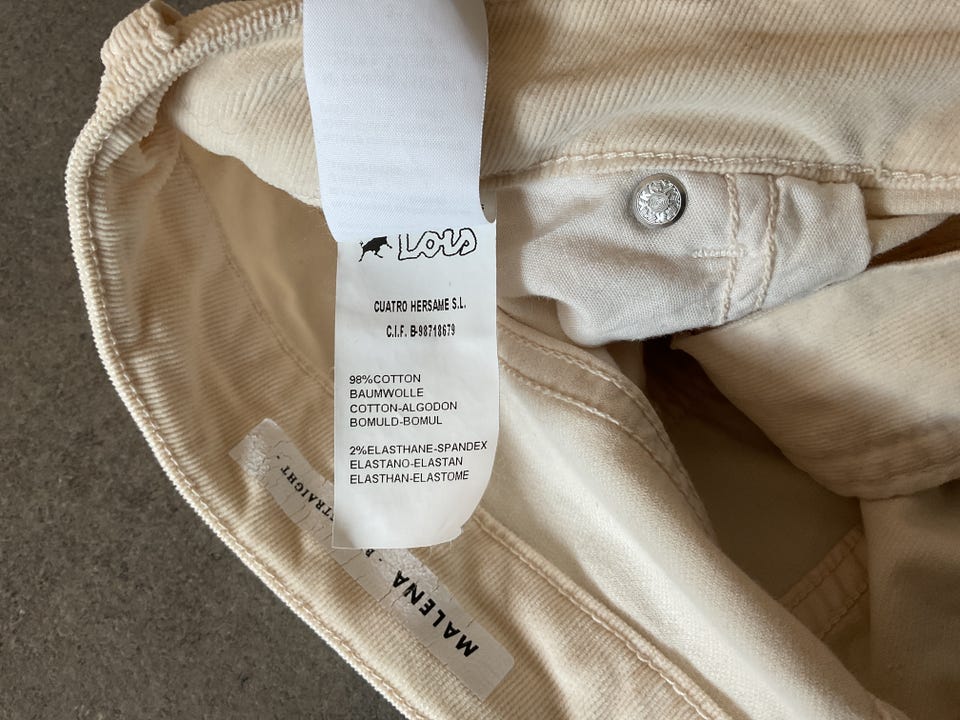 LOIS
CUATRO HERSAME S.L.
C.I.F. B-98718679
98%COTTON
BAUMWOLLE
COTTON-ALGODON
BOMULD-BOMUL
2%ELASTHANE-SPANDEX
ELASTANO-ELASTAN
ELASTHAN-ELASTOME
MALENA -
STRAIGHT -